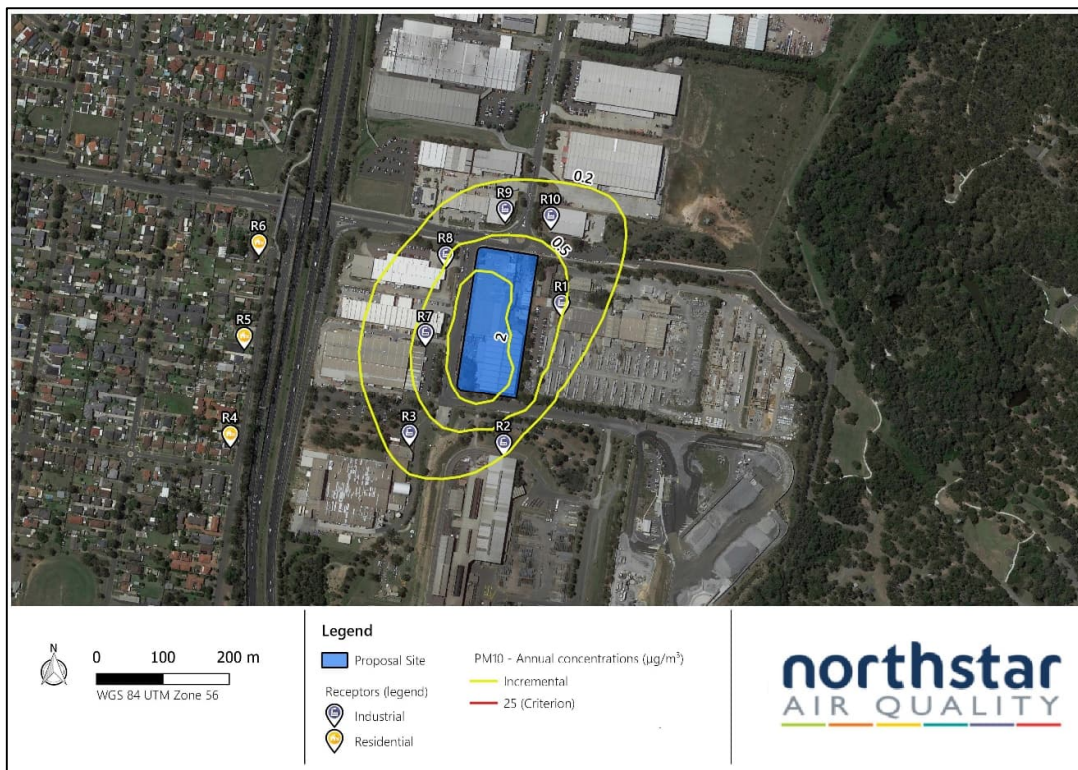 R9
R10
0.2
R6
R8
0.5
R1
R5
R7
2
R4
R3
R2
N
0 100 200 m
WGS 84 UTM Zone 56
Legend
Proposal Site
Receptors (legend)
Industrial
Residential
PM10 - Annual concentrations (µg/m³)
Incremental
25 (Criterion)
northstar
AIR QUALITY